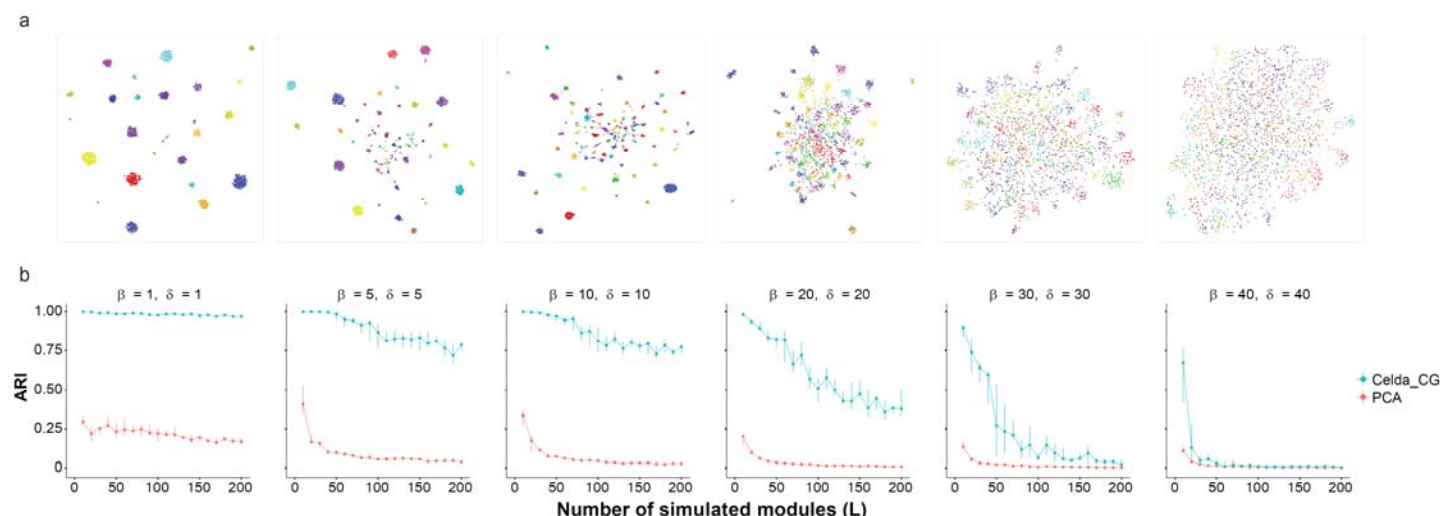 a
b
β = 1, δ = 1
β = 5, δ = 5
β = 10, δ = 10
β = 20, δ = 20
β = 30, δ = 30
β = 40, δ = 40
ARI
1.00
0.75
0.50
0.25
0
0 50 100 150 200
0 50 100 150 200
0 50 100 150 200
0 50 100 150 200
0 50 100 150 200
0 50 100 150 200
Number of simulated modules (L)
Celda_CG
PCA